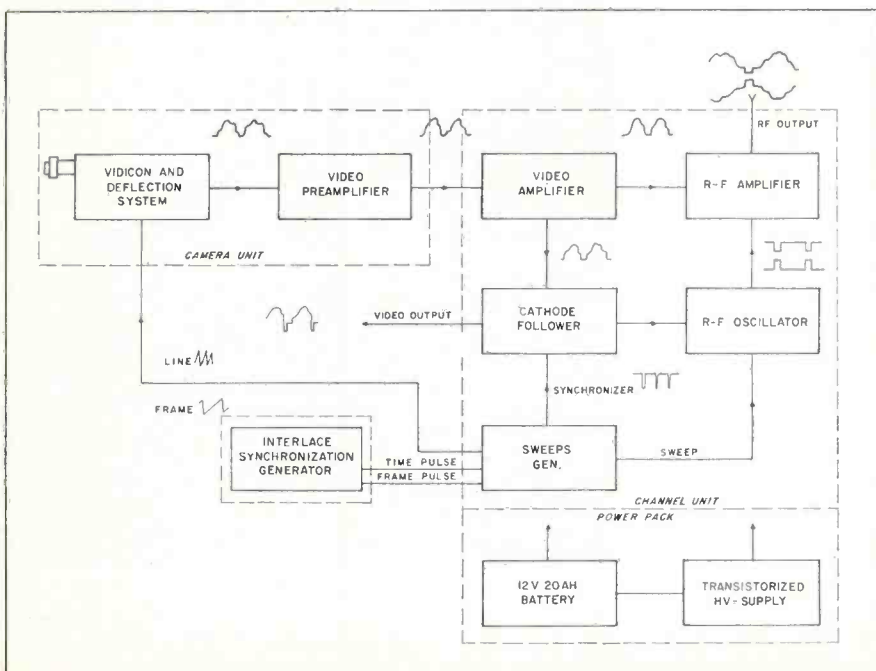 RF OUTPUT
VIDICON AND
DEFLECTION
SYSTEM
VIDEO
PREAMPLIFIER
VIDEO
AMPLIFIER
R-F AMPLIFIER
CAMERA UNIT
VIDEO OUTPUT
CATHODE
FOLLOWER
R-F OSCILLATOR
LINE
SYNCHRONIZER
FRAME
INTERLACE
SYNCHRONIZATION
GENERATOR
TIME PULSE
FRAME PULSE
SWEEPS
GEN.
SWEEP
CHANNEL UNIT
POWER PACK
12V 20AH
BATTERY
TRANSISTORIZED
HV-SUPPLY